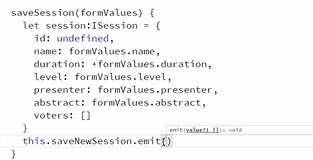 saveSession(formValues) {
  let session:ISession = {
    id: undefined,
    name: formValues.name,
    duration: +formValues.duration,
    level: formValues.level,
    presenter: formValues.presenter,
    abstract: formValues.abstract,
    voters: []
  }
emit(value?: {}): void
  this.saveNewSession.emit()
}